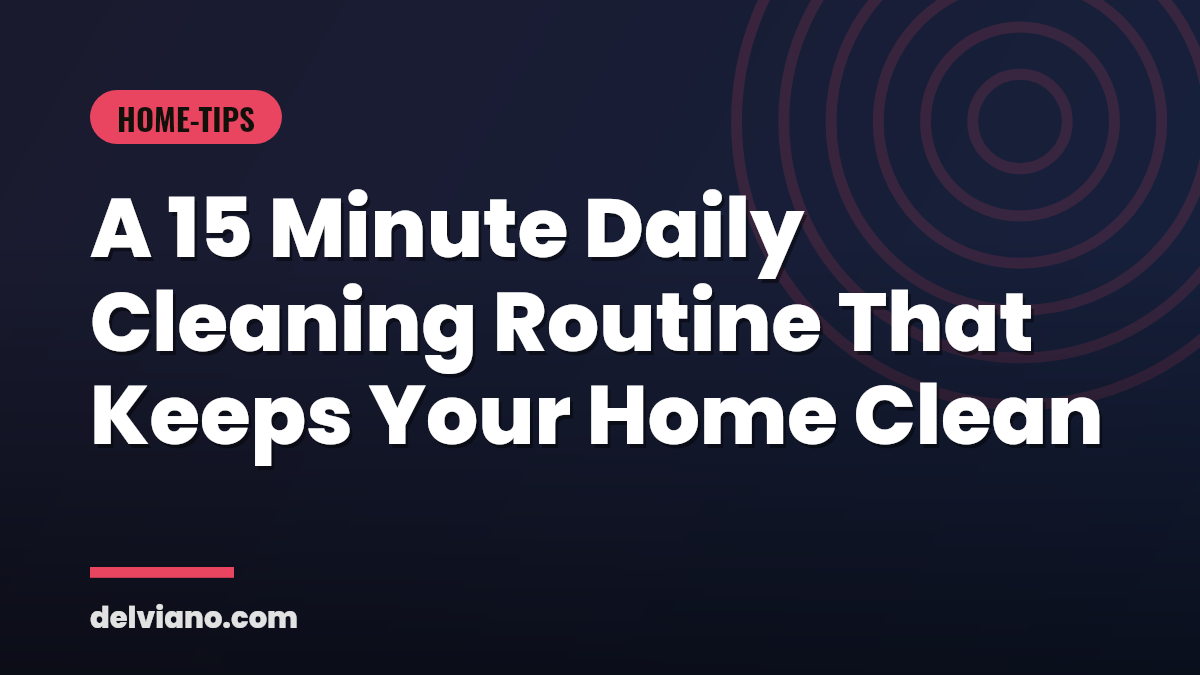 HOME-TIPS
A 15 Minute Daily
Cleaning Routine That
Keeps Your Home Clean
delviano.com